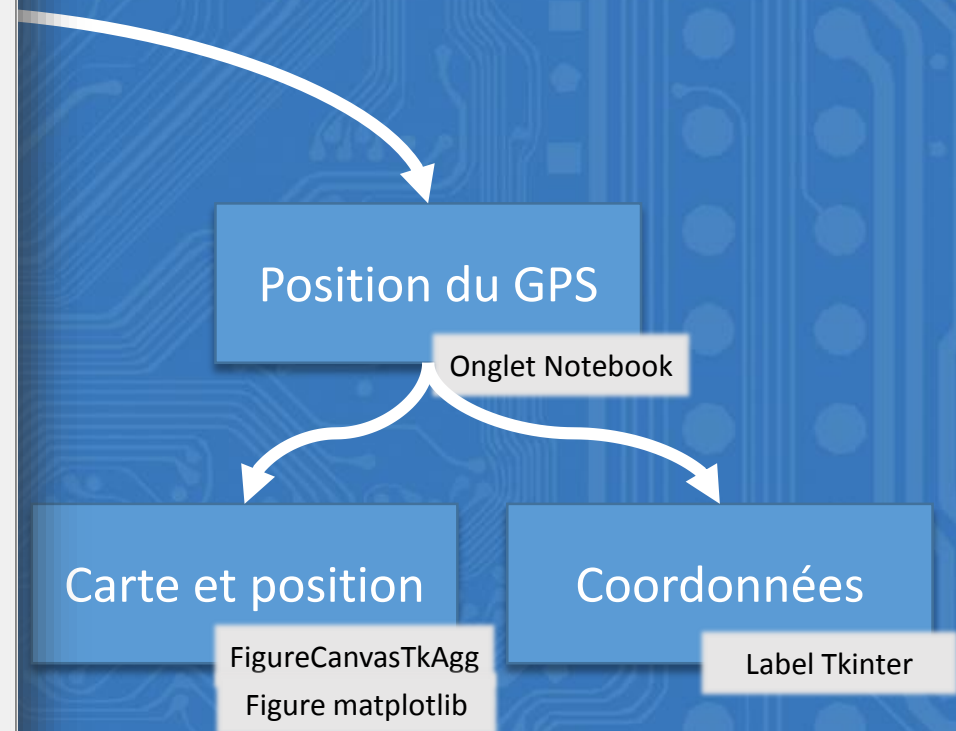 Position du GPS
Onglet Notebook
Carte et position
FigureCanvasTkAgg
Figure matplotlib
Coordonnées
Label Tkinter